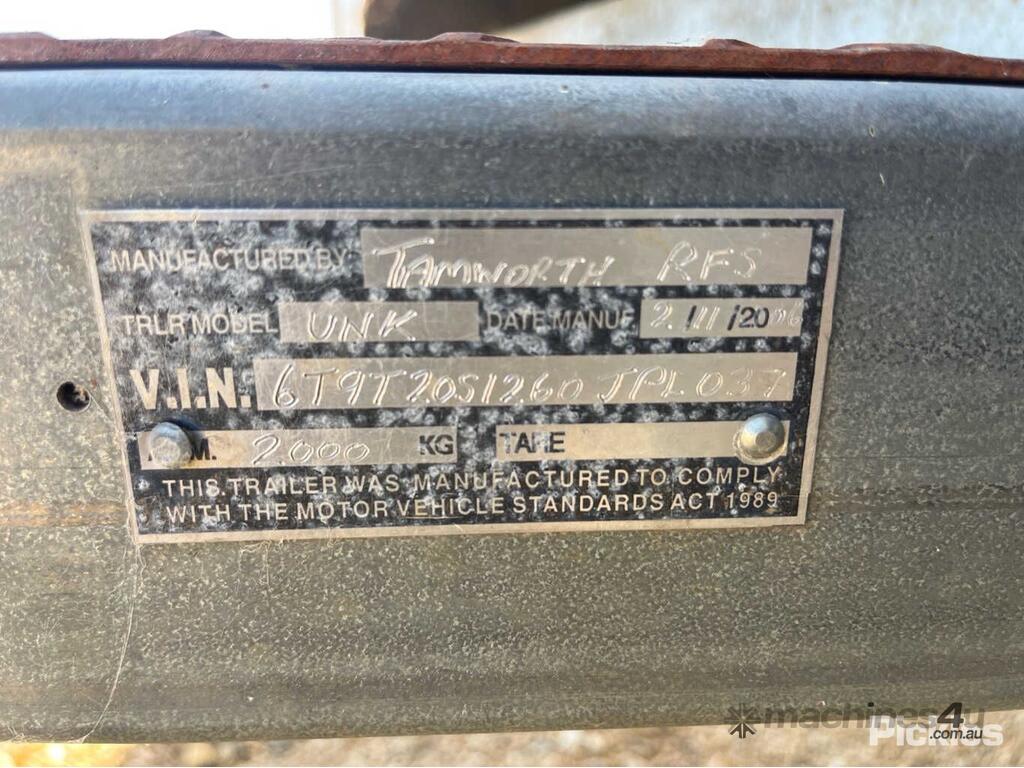 MANUFACTURED BY: TAMWORTH RFS
TRLR MODEL UNK DATE MANUF 2/11/2006
V.I.N. 6T9T20S1260JPL037
M. 2000 KG TARE
THIS TRAILER WAS MANUFACTURED TO COMPLY
WITH THE MOTOR VEHICLE STANDARDS ACT 1989
machines4u
.com.au
Pickles